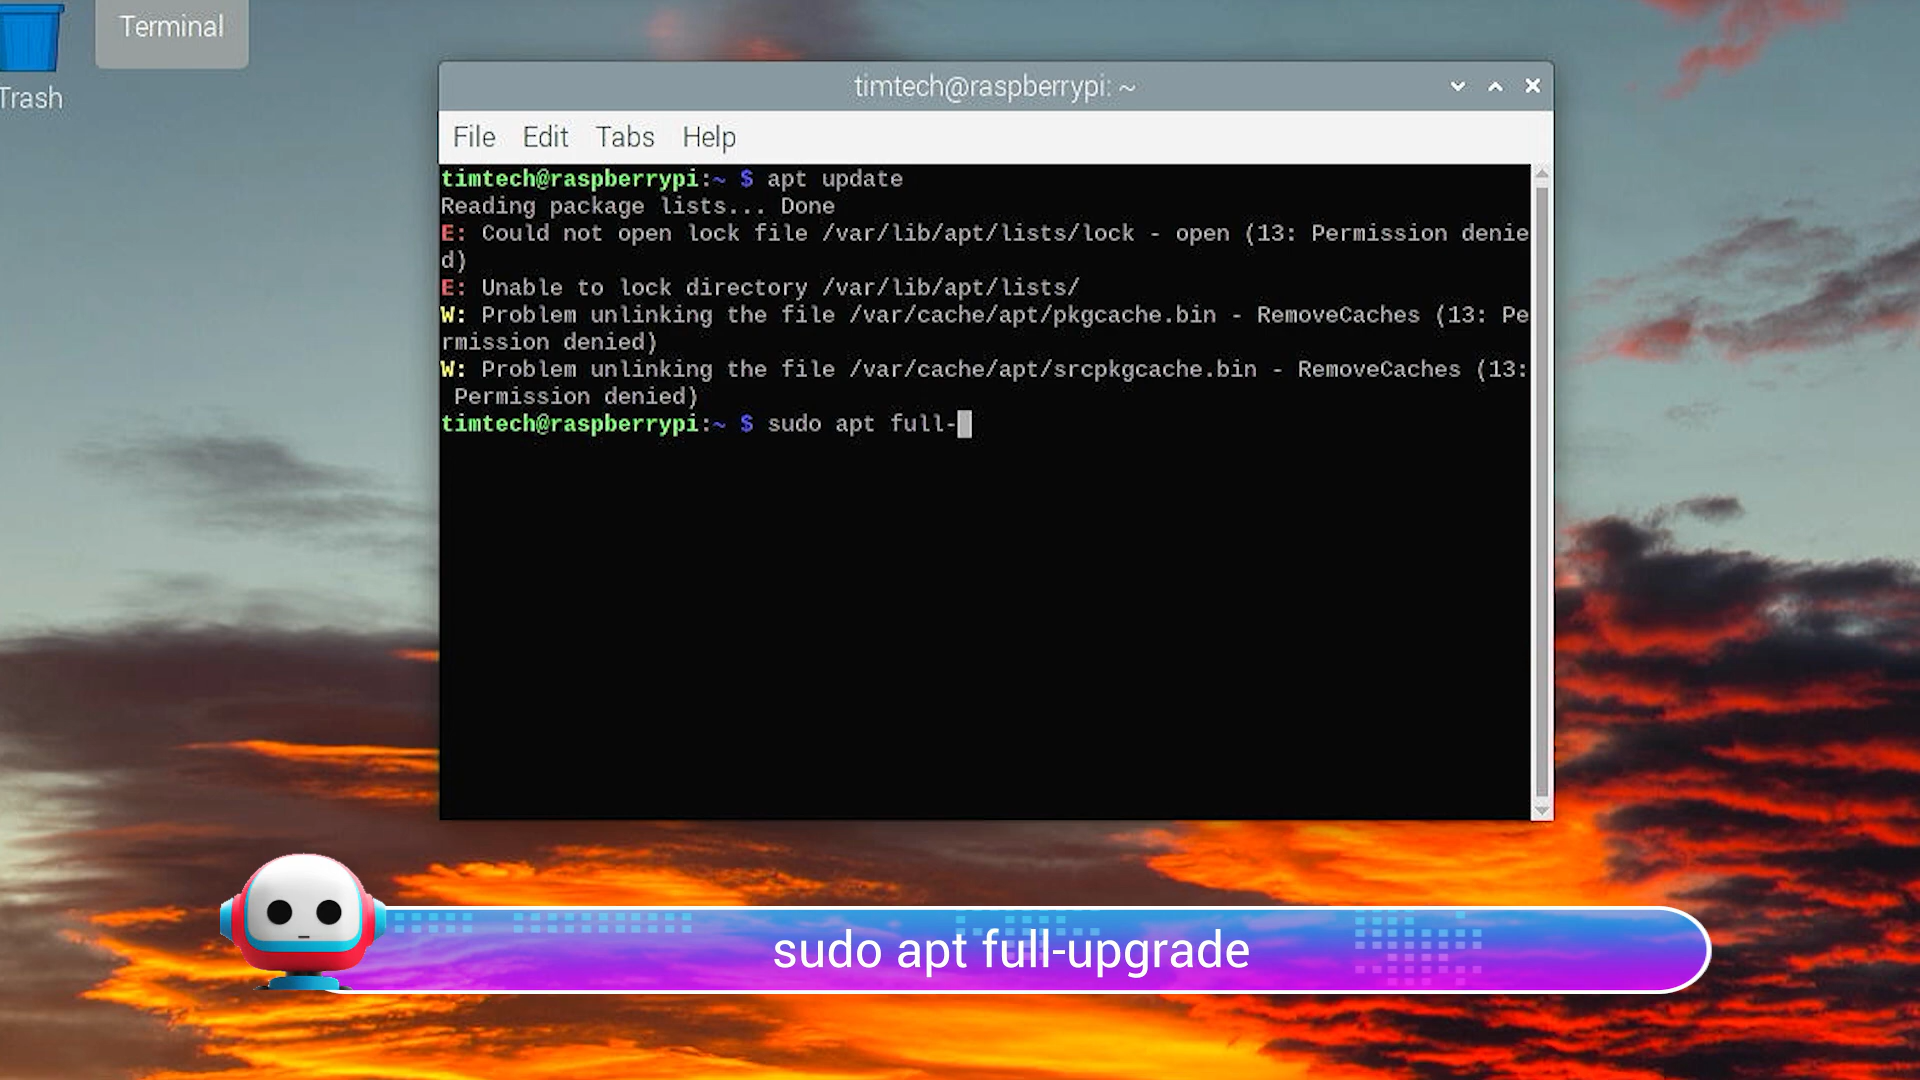 Terminal
Trash
timtech@raspberrypi: ~
File Edit Tabs Help
timtech@raspberrypi:~ $ apt update
Reading package lists... Done
E: Could not open lock file /var/lib/apt/lists/lock - open (13: Permission denie
d)
E: Unable to lock directory /var/lib/apt/lists/
W: Problem unlinking the file /var/cache/apt/pkgcache.bin - RemoveCaches (13: Pe
rmission denied)
W: Problem unlinking the file /var/cache/apt/srcpkgcache.bin - RemoveCaches (13:
 Permission denied)
timtech@raspberrypi:~ $ sudo apt full-
sudo apt full-upgrade